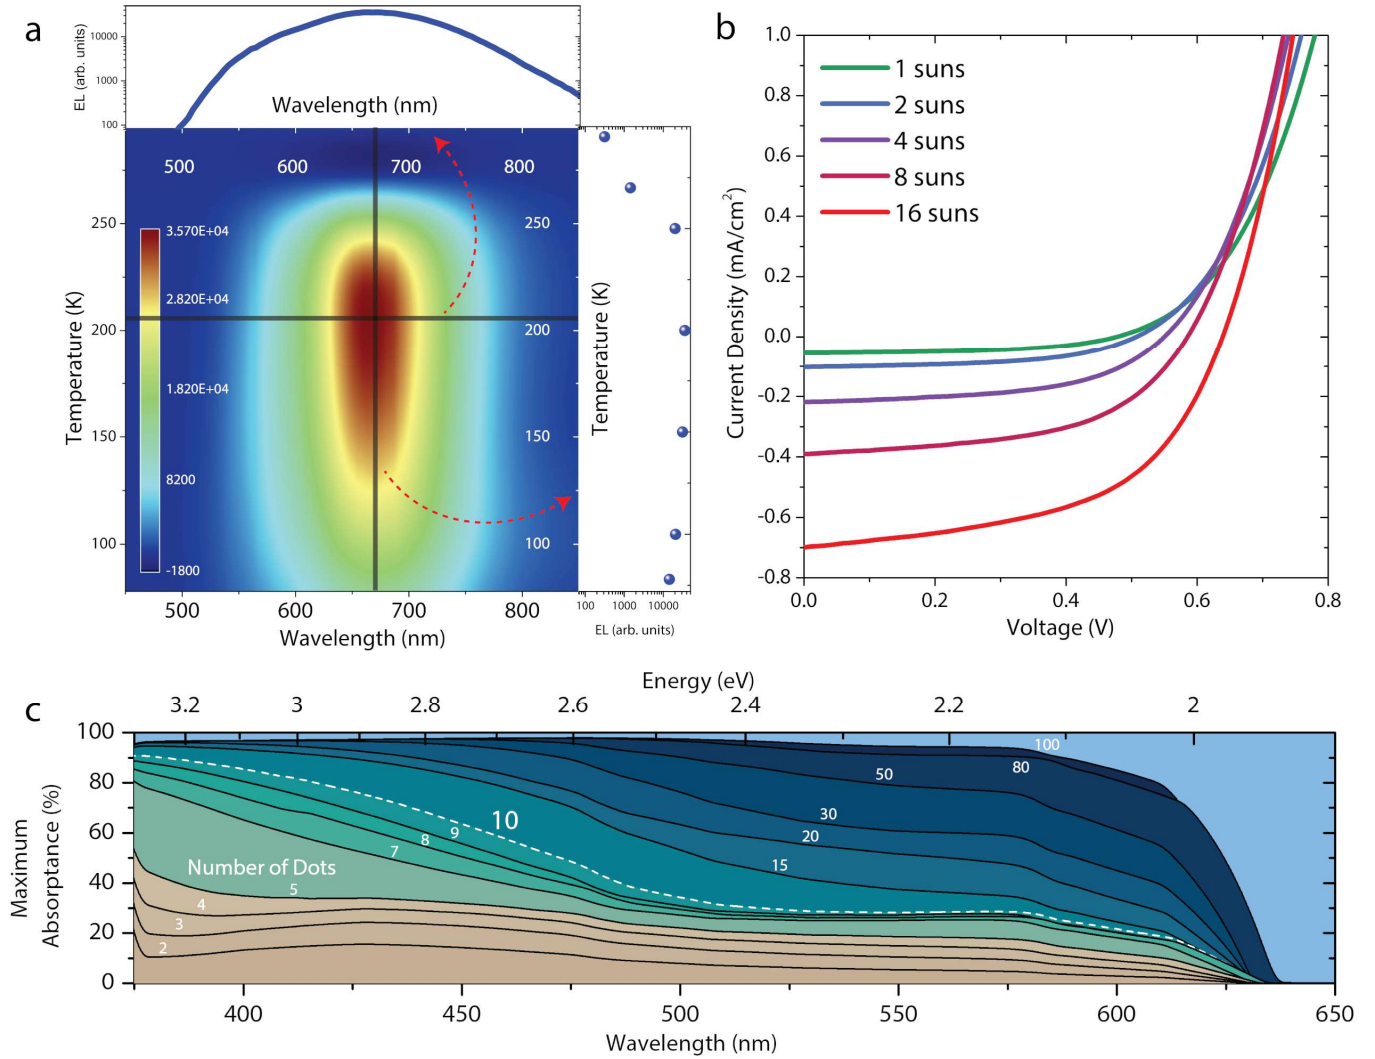 a
EL (arb. units)
10000
1000
100
Wavelength (nm)
500 600 700 800
Temperature (K)
250
200
150
100
3.570E+04
2.820E+04
1.820E+04
8200
-1800
250
200
150
100
Temperature (K)
500 600 700 800
Wavelength (nm)
100 1000 10000
EL (arb. units)
b
Current Density (mA/cm²)
1.0
0.8
0.6
0.4
0.2
0.0
-0.2
-0.4
-0.6
-0.8
1 suns
2 suns
4 suns
8 suns
16 suns
0.0 0.2 0.4 0.6 0.8
Voltage (V)
c
Energy (eV)
3.2 3 2.8 2.6 2.4 2.2 2
Maximum
Absorptance (%)
100
80
60
40
20
0
Number of Dots
2
3
4
5
7
8
9
10
15
20
30
50
80
100
400 450 500 550 600 650
Wavelength (nm)